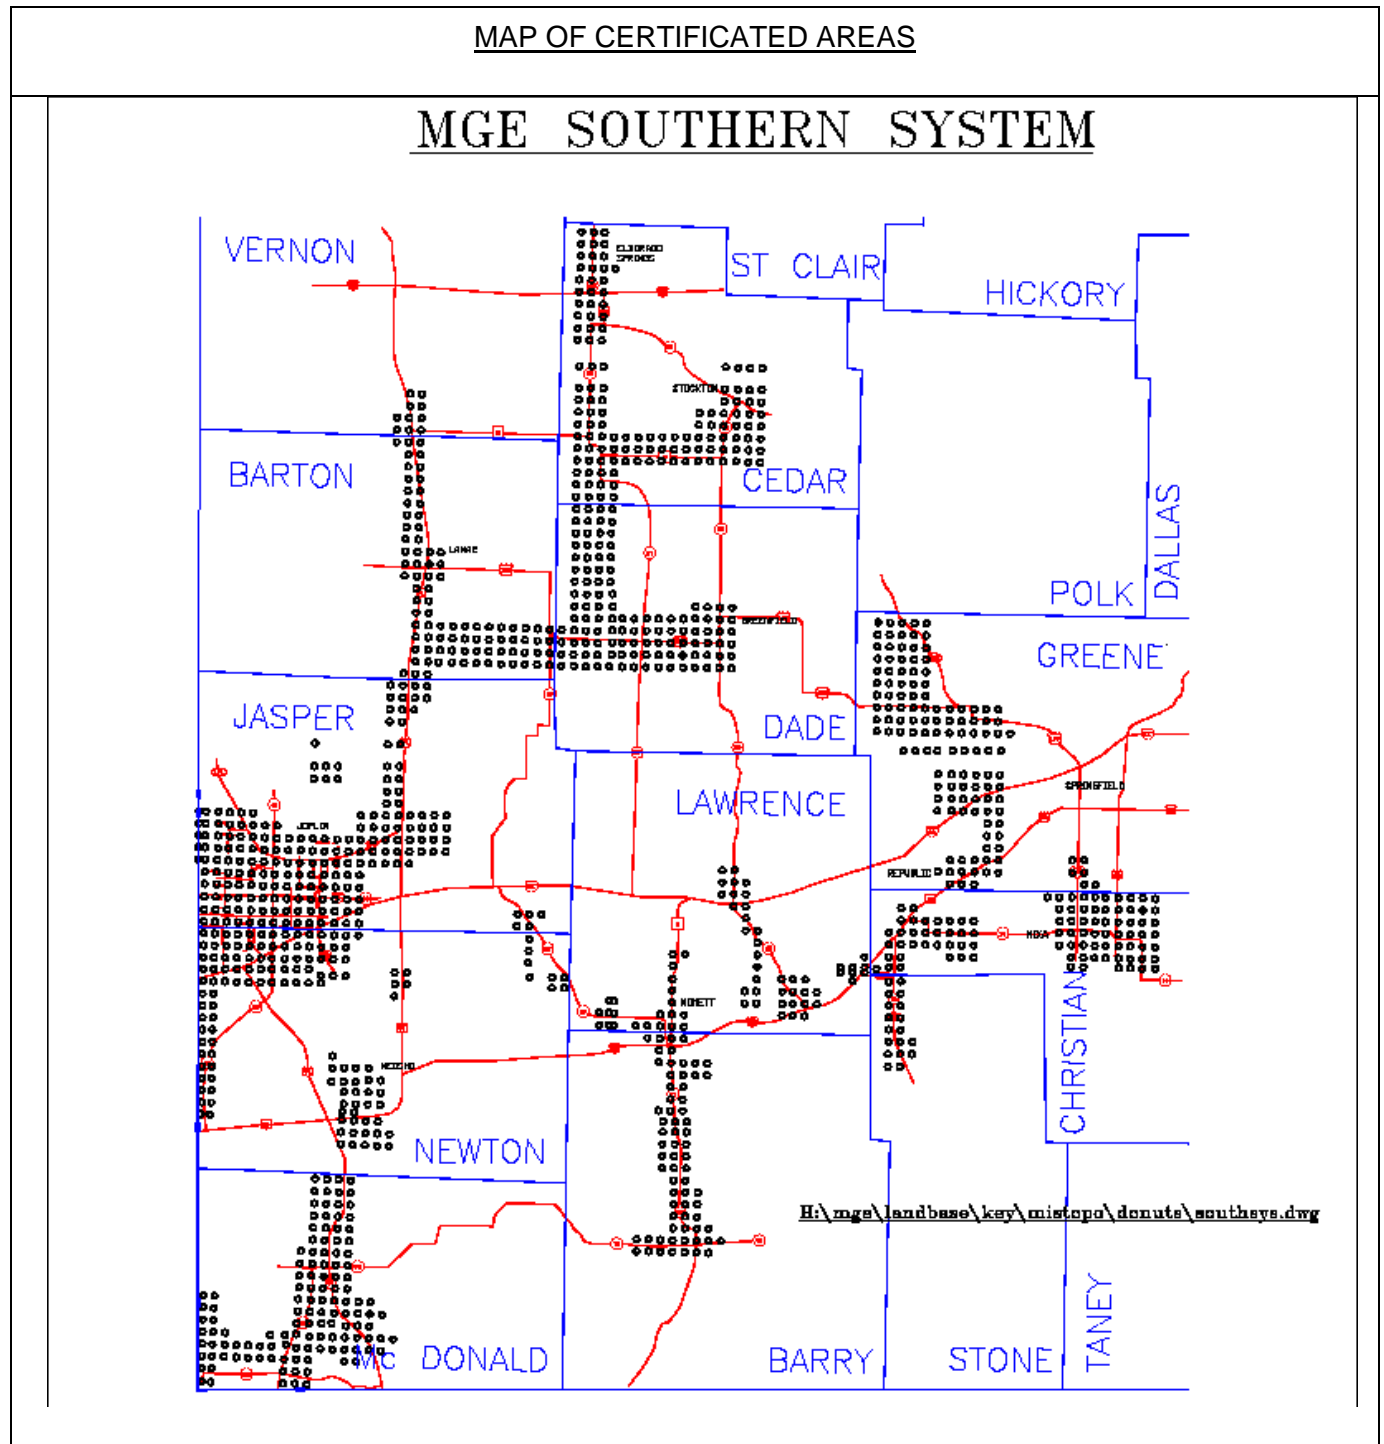 MAP OF CERTIFICATED AREAS
MGE SOUTHERN SYSTEM
VERNON
ELDORADO
SPRINGS
ST CLAIR
HICKORY
STOCKTON
BARTON
CEDAR
DALLAS
LAMAR
POLK
GREENFIELD
GREENE
JASPER
DADE
LAWRENCE
SPRINGFIELD
JOPLIN
REPUBLIC
NIXA
MONETT
CHRISTIAN
NEOSHO
NEWTON
H:\mge\landbase\key\mistopo\donuts\southsys.dwg
TANEY
Mc DONALD
BARRY
STONE